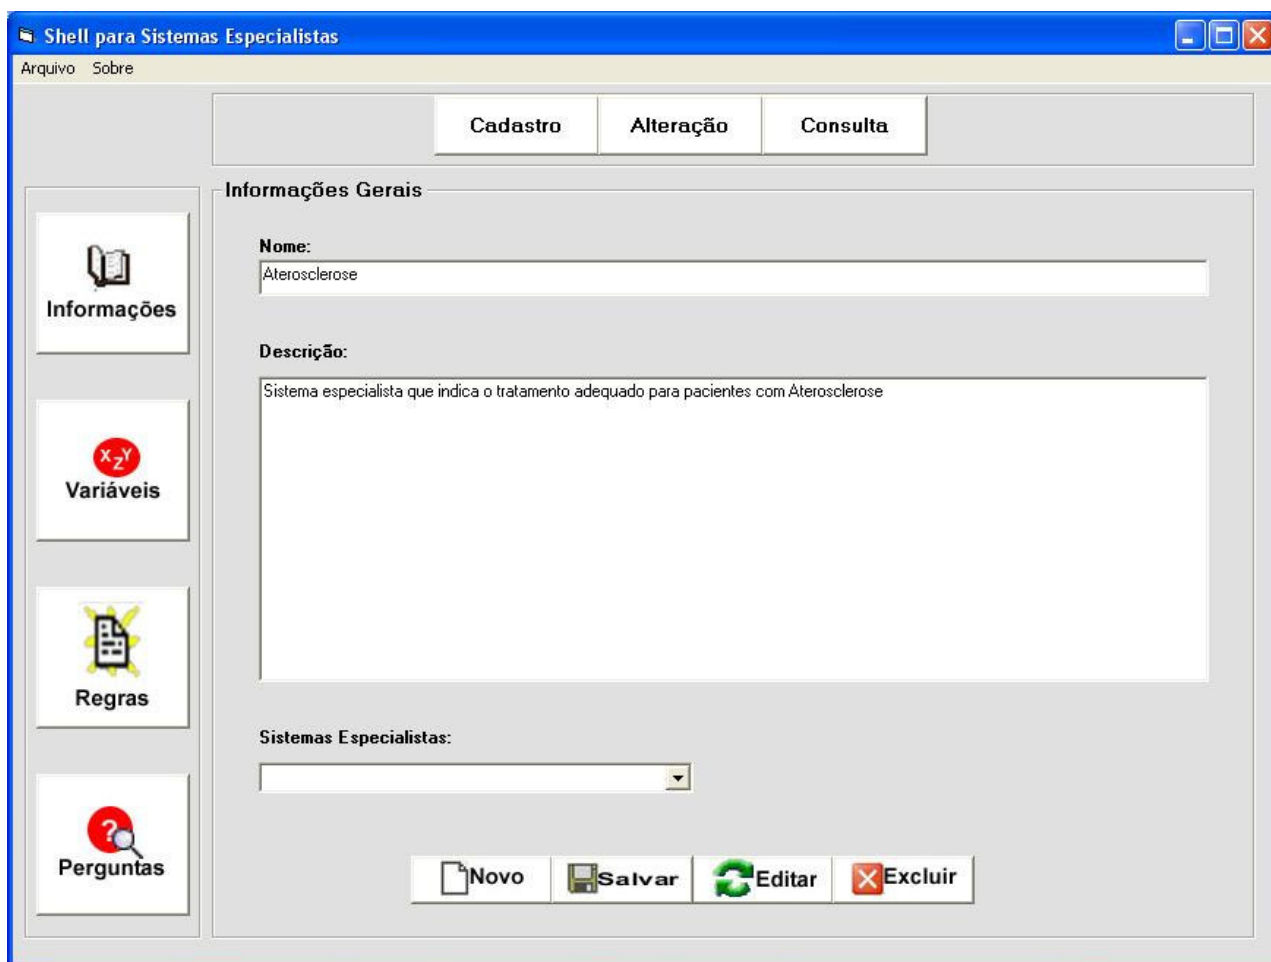 Shell para Sistemas Especialistas
Arquivo Sobre
Cadastro Alteração Consulta
Informações Gerais
Informações
Nome:
Aterosclerose
Descrição:
Sistema especialista que indica o tratamento adequado para pacientes com Aterosclerose
X Z Y
Variáveis
Regras
Sistemas Especialistas:
?
Perguntas
Novo Salvar Editar Excluir